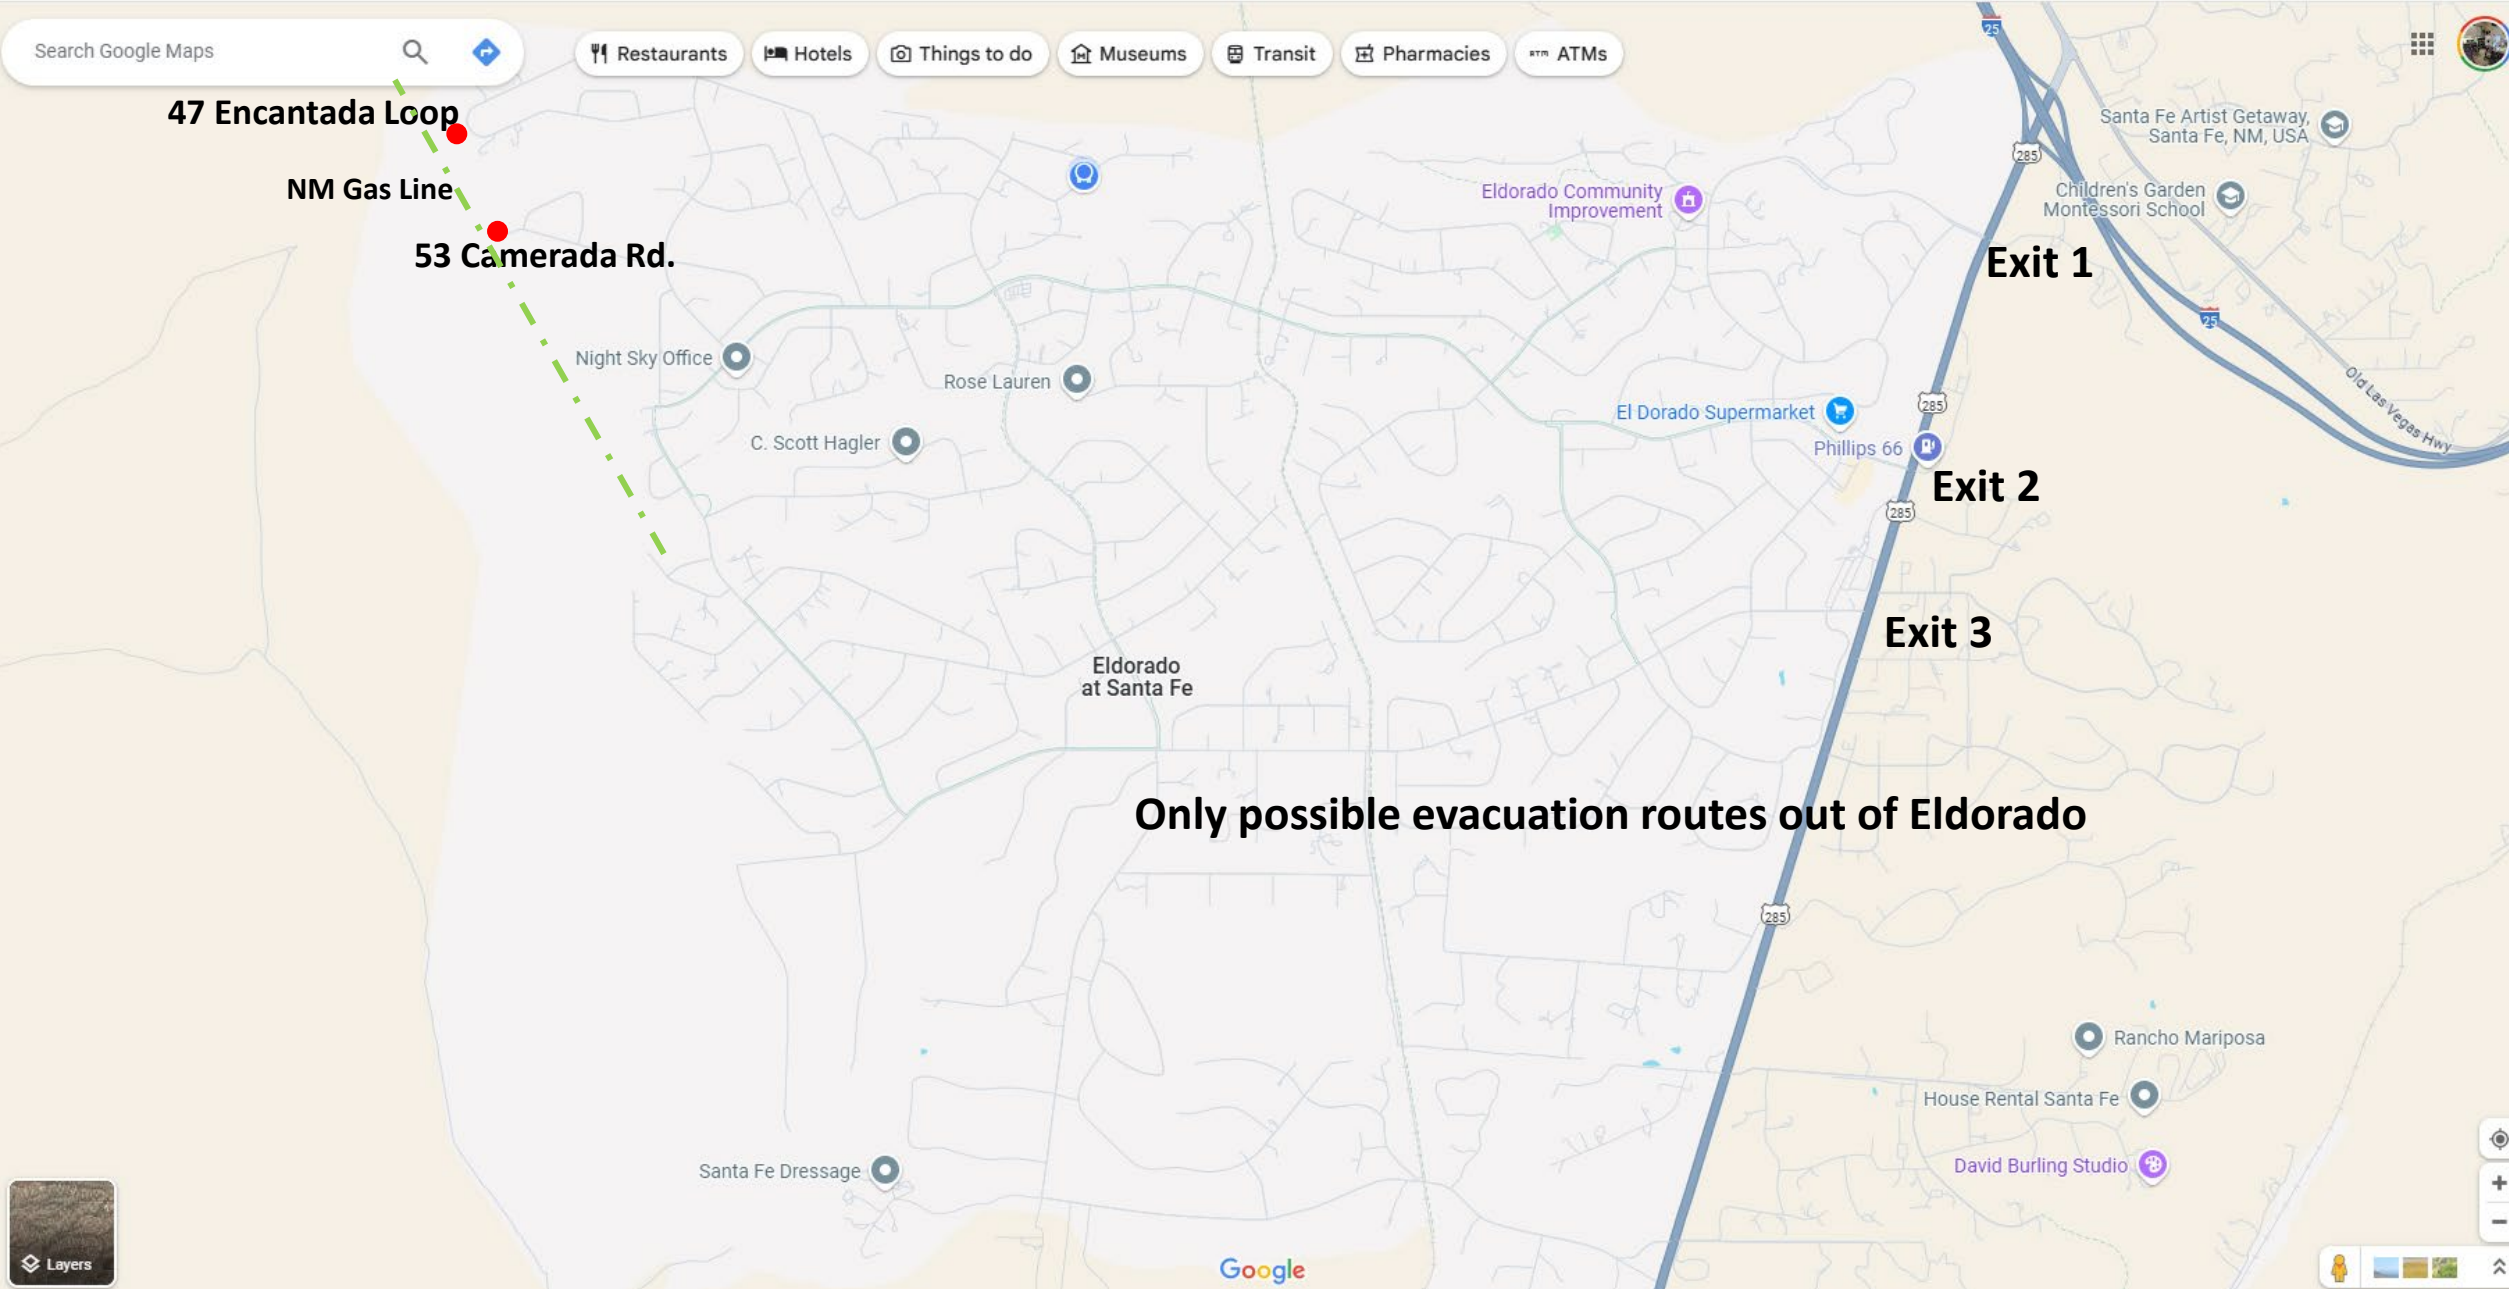 Search Google Maps
Restaurants
Hotels
Things to do
Museums
Transit
Pharmacies
ATMs
25
47 Encantada Loop
Santa Fe Artist Getaway,
Santa Fe, NM, USA
285
NM Gas Line
Eldorado Community
Improvement
Children's Garden
Montessori School
53 Camerada Rd.
Exit 1
25
Night Sky Office
Rose Lauren
Old Las Vegas Hwy
285
El Dorado Supermarket
C. Scott Hagler
Phillips 66
Exit 2
285
Exit 3
Eldorado
at Santa Fe
Only possible evacuation routes out of Eldorado
285
Rancho Mariposa
House Rental Santa Fe
Santa Fe Dressage
David Burling Studio
Layers
Google